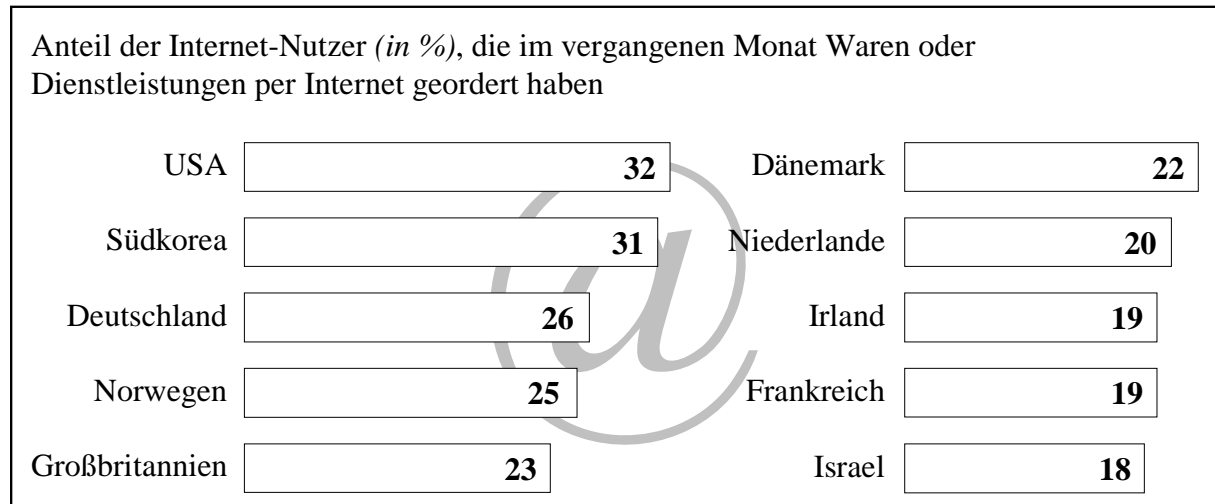 Anteil der Internet-Nutzer (in %), die im vergangenen Monat Waren oder
Dienstleistungen per Internet geordert haben
USA 32
Südkorea 31
Deutschland 26
Norwegen 25
Großbritannien 23
Dänemark 22
Niederlande 20
Irland 19
Frankreich 19
Israel 18
@